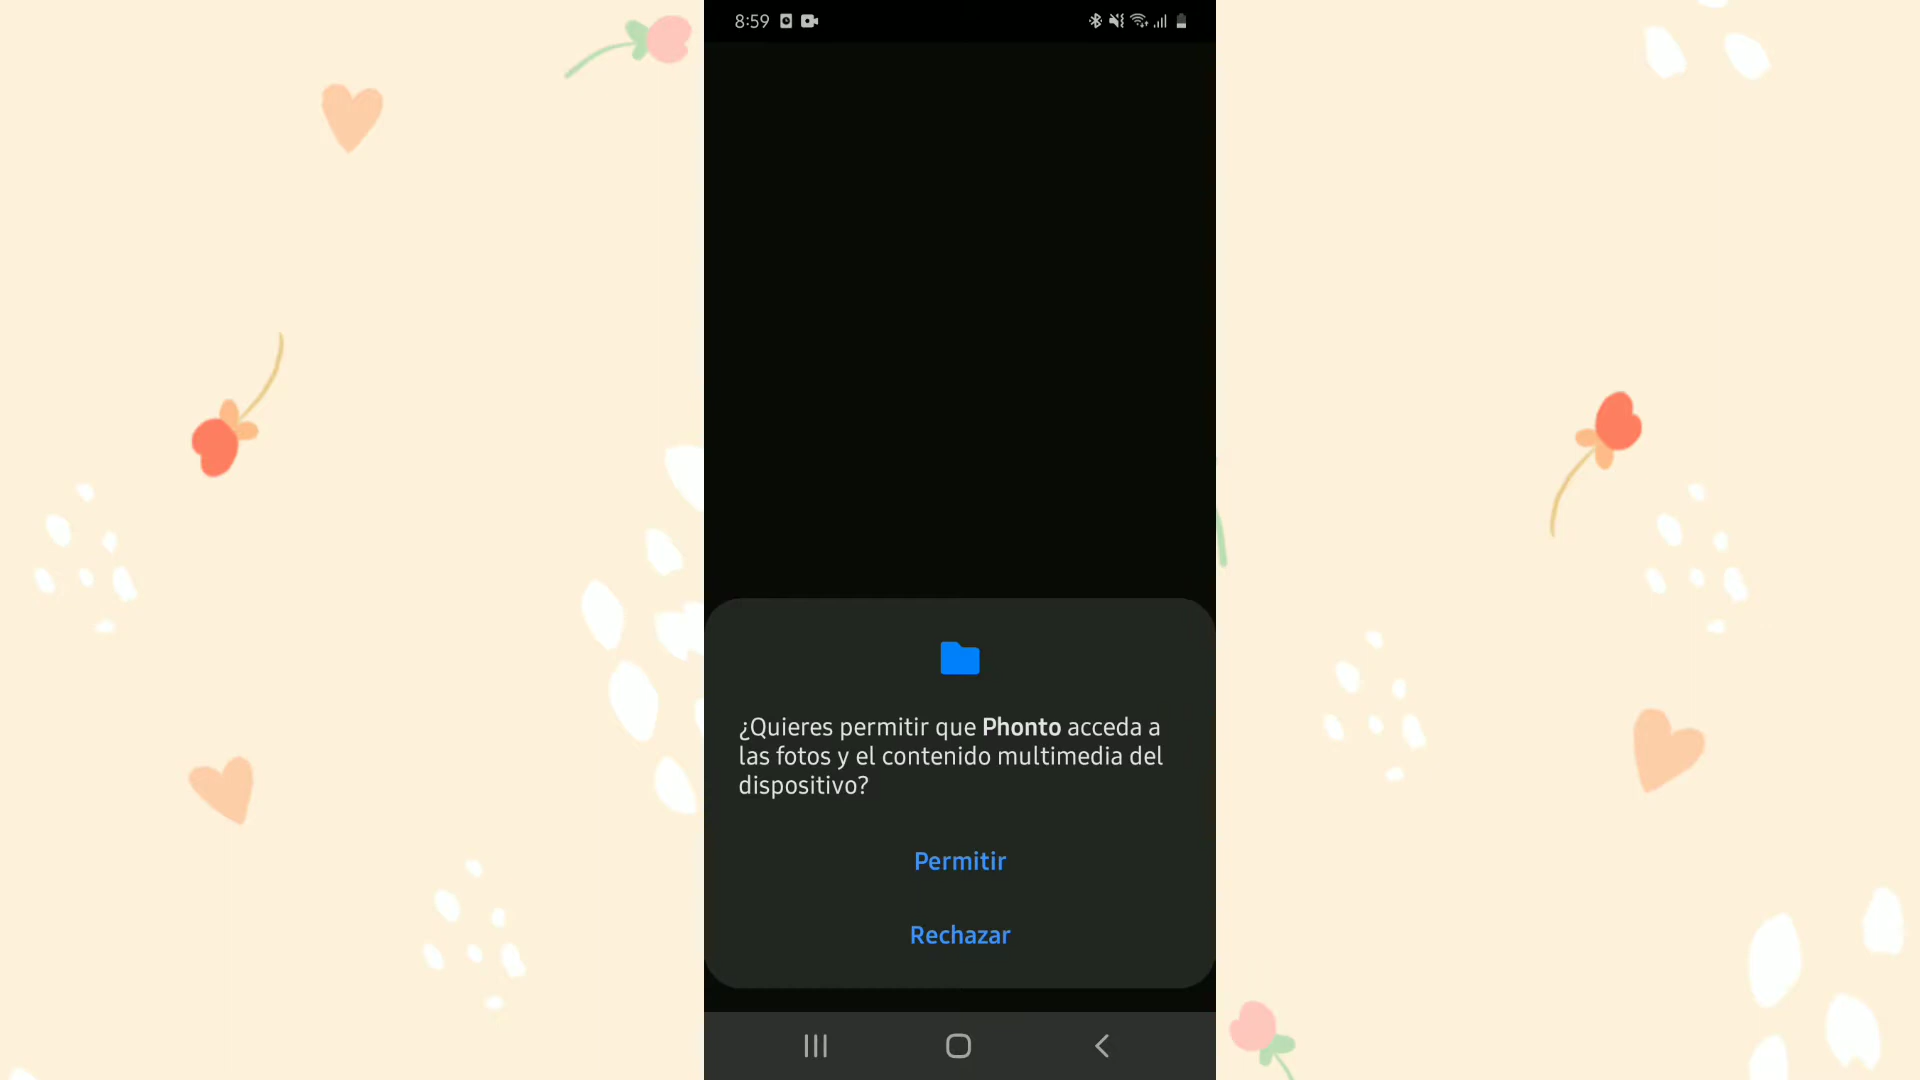 8:59
¿Quieres permitir que Phonto acceda a
las fotos y el contenido multimedia del
dispositivo?
Permitir
Rechazar